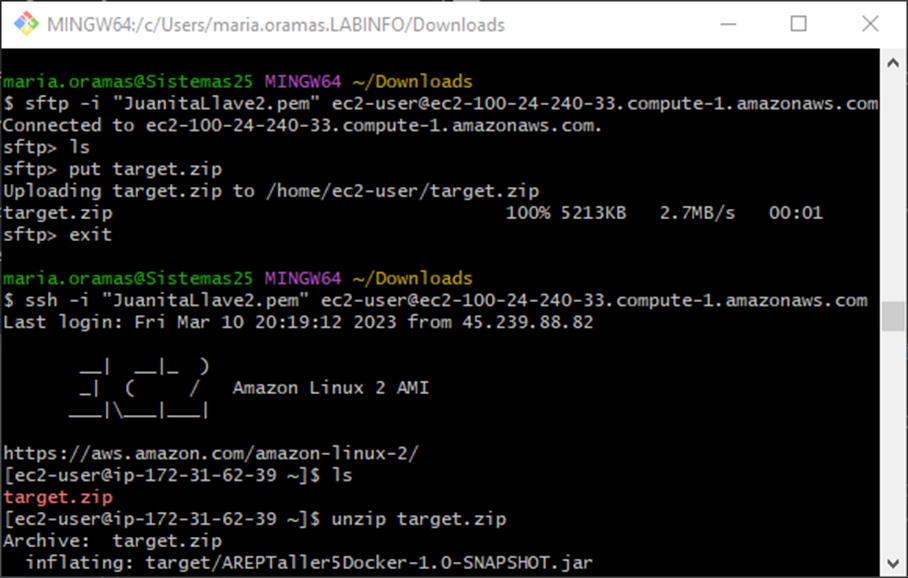 MINGW64:/c/Users/maria.oramas.LABINFO/Downloads
maria.oramas@Sistemas25 MINGW64 ~/Downloads
$ sftp -i "JuanitaLlave2.pem" ec2-user@ec2-100-24-240-33.compute-1.amazonaws.com
Connected to ec2-100-24-240-33.compute-1.amazonaws.com.
sftp> ls
sftp> put target.zip
Uploading target.zip to /home/ec2-user/target.zip
target.zip                                    100% 5213KB   2.7MB/s   00:01
sftp> exit
maria.oramas@Sistemas25 MINGW64 ~/Downloads
$ ssh -i "JuanitaLlave2.pem" ec2-user@ec2-100-24-240-33.compute-1.amazonaws.com
Last login: Fri Mar 10 20:19:12 2023 from 45.239.88.82
       __|  __|_  )
       _|  (     /   Amazon Linux 2 AMI
      ___|\___|___|
https://aws.amazon.com/amazon-linux-2/
[ec2-user@ip-172-31-62-39 ~]$ ls
target.zip
[ec2-user@ip-172-31-62-39 ~]$ unzip target.zip
Archive:  target.zip
  inflating: target/AREPTaller5Docker-1.0-SNAPSHOT.jar